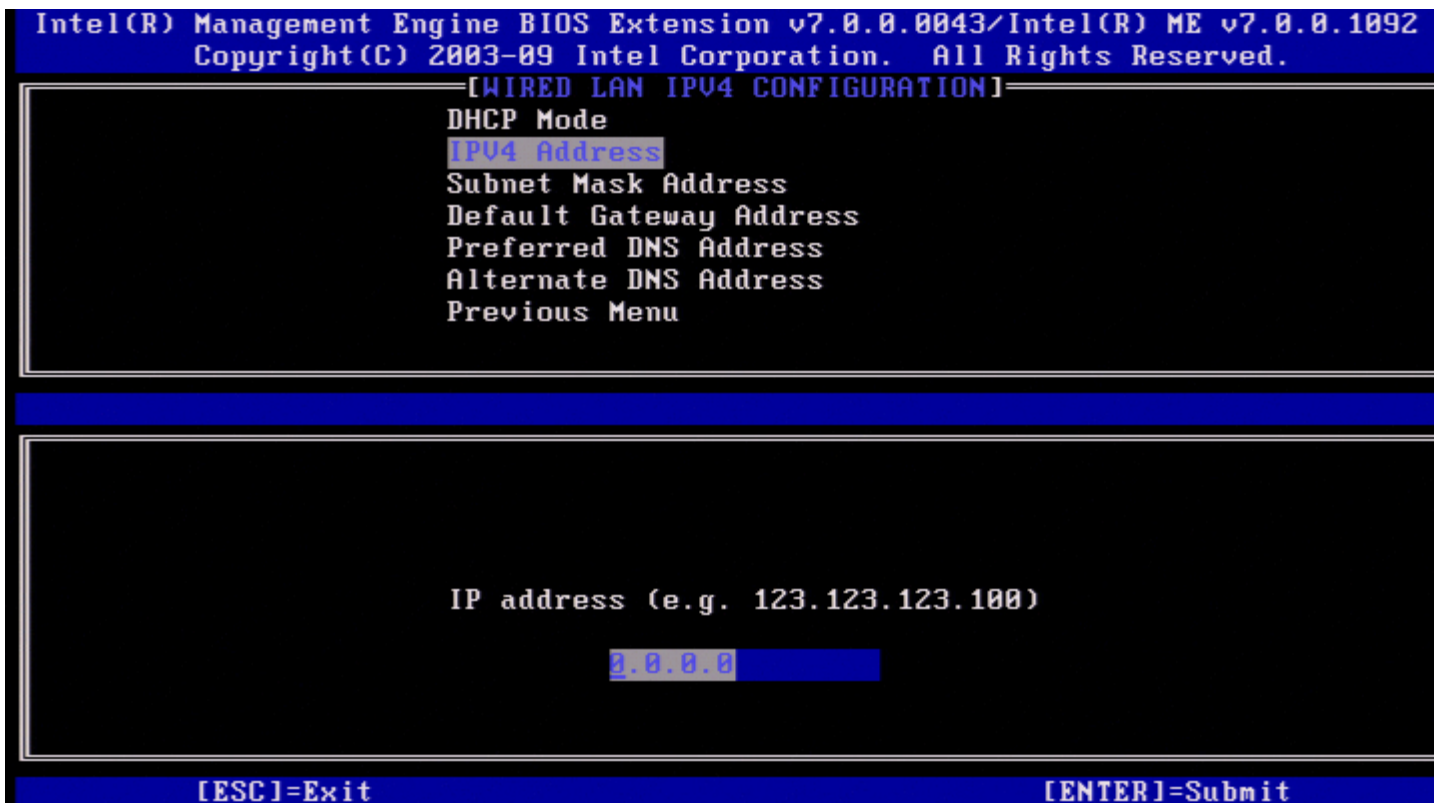 Intel(R) Management Engine BIOS Extension v7.0.0.0043/Intel(R) ME v7.0.0.1092
Copyright(C) 2003-09 Intel Corporation. All Rights Reserved.
[WIRED LAN IPV4 CONFIGURATION]
DHCP Mode
IPV4 Address
Subnet Mask Address
Default Gateway Address
Preferred DNS Address
Alternate DNS Address
Previous Menu
IP address (e.g. 123.123.123.100)
0.0.0.0
[ESC]=Exit [ENTER]=Submit